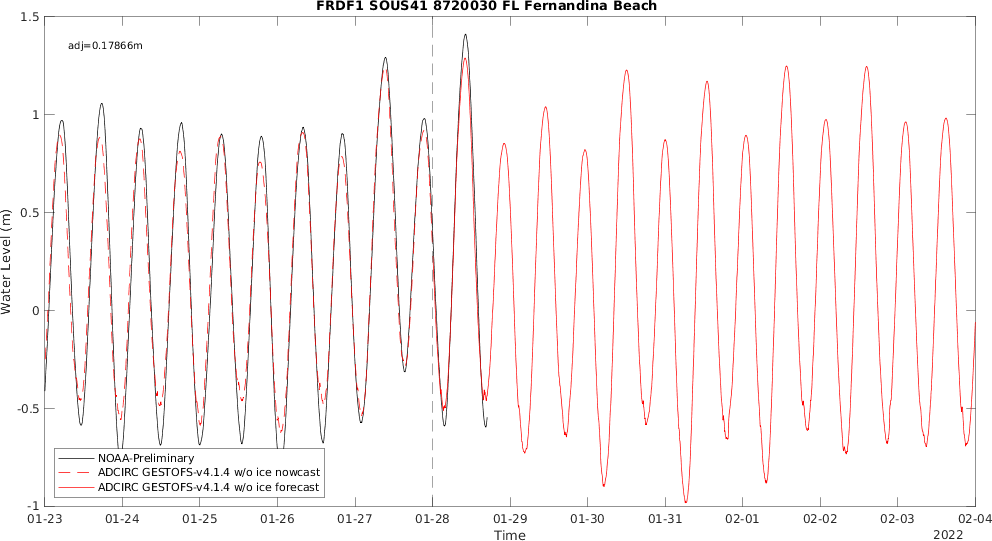 FRDF1 SOUS41 8720030 FL Fernandina Beach
adj=0.17866m
1.5
1
0.5
0
-0.5
-1
Water Level (m)
NOAA-Preliminary
ADCIRC GESTOFS-v4.1.4 w/o ice nowcast
ADCIRC GESTOFS-v4.1.4 w/o ice forecast
01-23 01-24 01-25 01-26 01-27 01-28 01-29 01-30 01-31 02-01 02-02 02-03 02-04
Time
2022